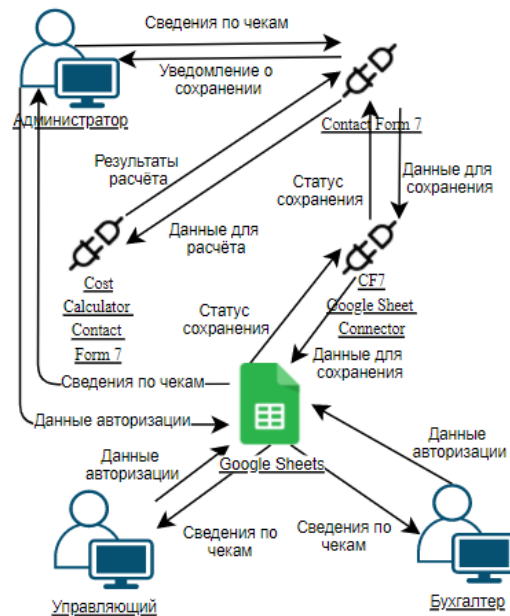 Сведения по чекам
Уведомление о
сохранении
Администратор
Contact Form 7
Результаты
расчёта
Статус
сохранения
Данные для
сохранения
Данные для
расчёта
Cost
Calculator
Contact
Form 7
CF7
Google Sheet
Connector
Статус
сохранения
Данные для
сохранения
Сведения по чекам
Данные авторизации
Google Sheets
Данные
авторизации
Данные
авторизации
Сведения по
чекам
Сведения по
чекам
Управляющий
Бухгалтер